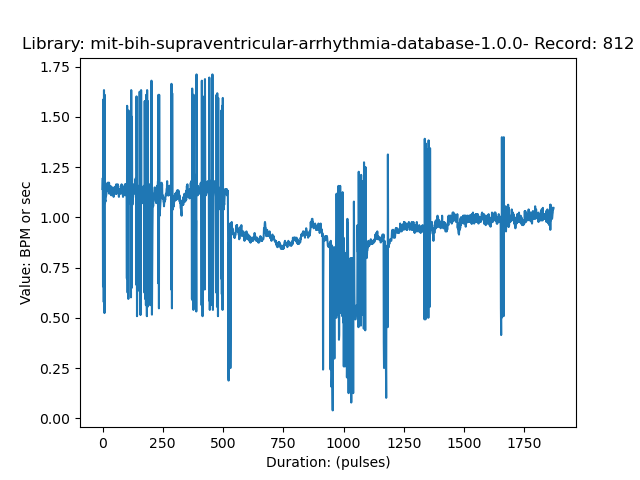 Library: mit-bih-supraventricular-arrhythmia-database-1.0.0- Record: 812
1.75
1.50
1.25
1.00
0.75
0.50
0.25
0.00
Value: BPM or sec
0 250 500 750 1000 1250 1500 1750
Duration: (pulses)